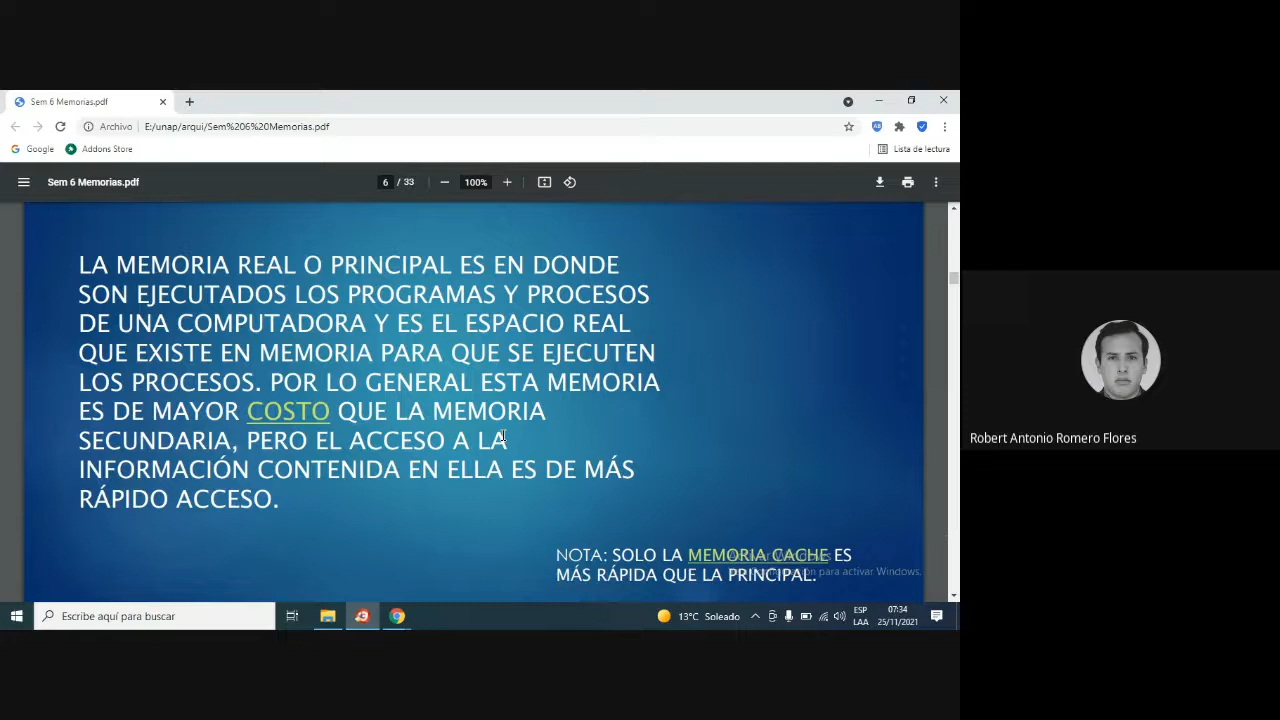 Sem 6 Memorias.pdf
Archivo
E:/unap/arqui/Sem%206%20Memorias.pdf
Google
Addons Store
Lista de lectura
Sem 6 Memorias.pdf
6 / 33
100%
LA MEMORIA REAL O PRINCIPAL ES EN DONDE
SON EJECUTADOS LOS PROGRAMAS Y PROCESOS
DE UNA COMPUTADORA Y ES EL ESPACIO REAL
QUE EXISTE EN MEMORIA PARA QUE SE EJECUTEN
LOS PROCESOS. POR LO GENERAL ESTA MEMORIA
ES DE MAYOR COSTO QUE LA MEMORIA
SECUNDARIA, PERO EL ACCESO A LA
INFORMACIÓN CONTENIDA EN ELLA ES DE MÁS
RÁPIDO ACCESO.
NOTA: SOLO LA MEMORIA CACHE ES
MÁS RÁPIDA QUE LA PRINCIPAL.
para activar Windows.
Robert Antonio Romero Flores
Escribe aquí para buscar
13°C Soleado
ESP
LAA
07:34
25/11/2021